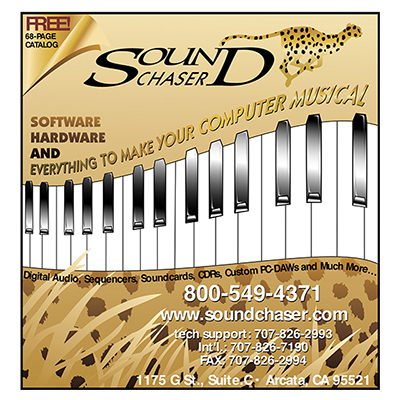 FREE!
68-PAGE
CATALOG
SOUND
CHASER
SOFTWARE
HARDWARE
AND
EVERYTHING TO MAKE YOUR COMPUTER MUSICAL
Digital Audio, Sequencers, Soundcards, CDRs, Custom PC-DAWs and Much More...
800-549-4371
www.soundchaser.com
tech support: 707-826-2993
Int'l.: 707-826-7190
FAX: 707-826-2994
1175 G St., Suite C • Arcata, CA 95521